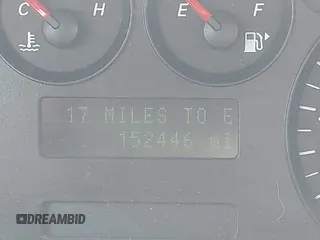 C H E F
17 MILES TO E
152446 mi
DREAMBID